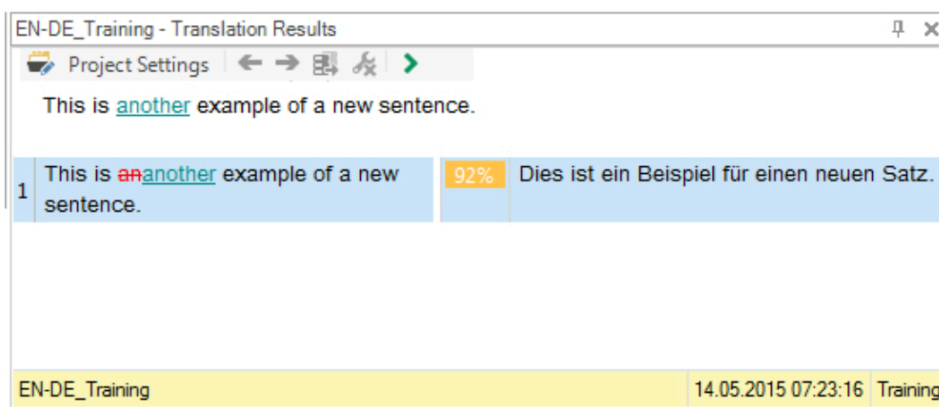 EN-DE_Training - Translation Results
Project Settings
This is another example of a new sentence.
1 This is ananother example of a new sentence. 92% Dies ist ein Beispiel für einen neuen Satz.
EN-DE_Training 14.05.2015 07:23:16 Training